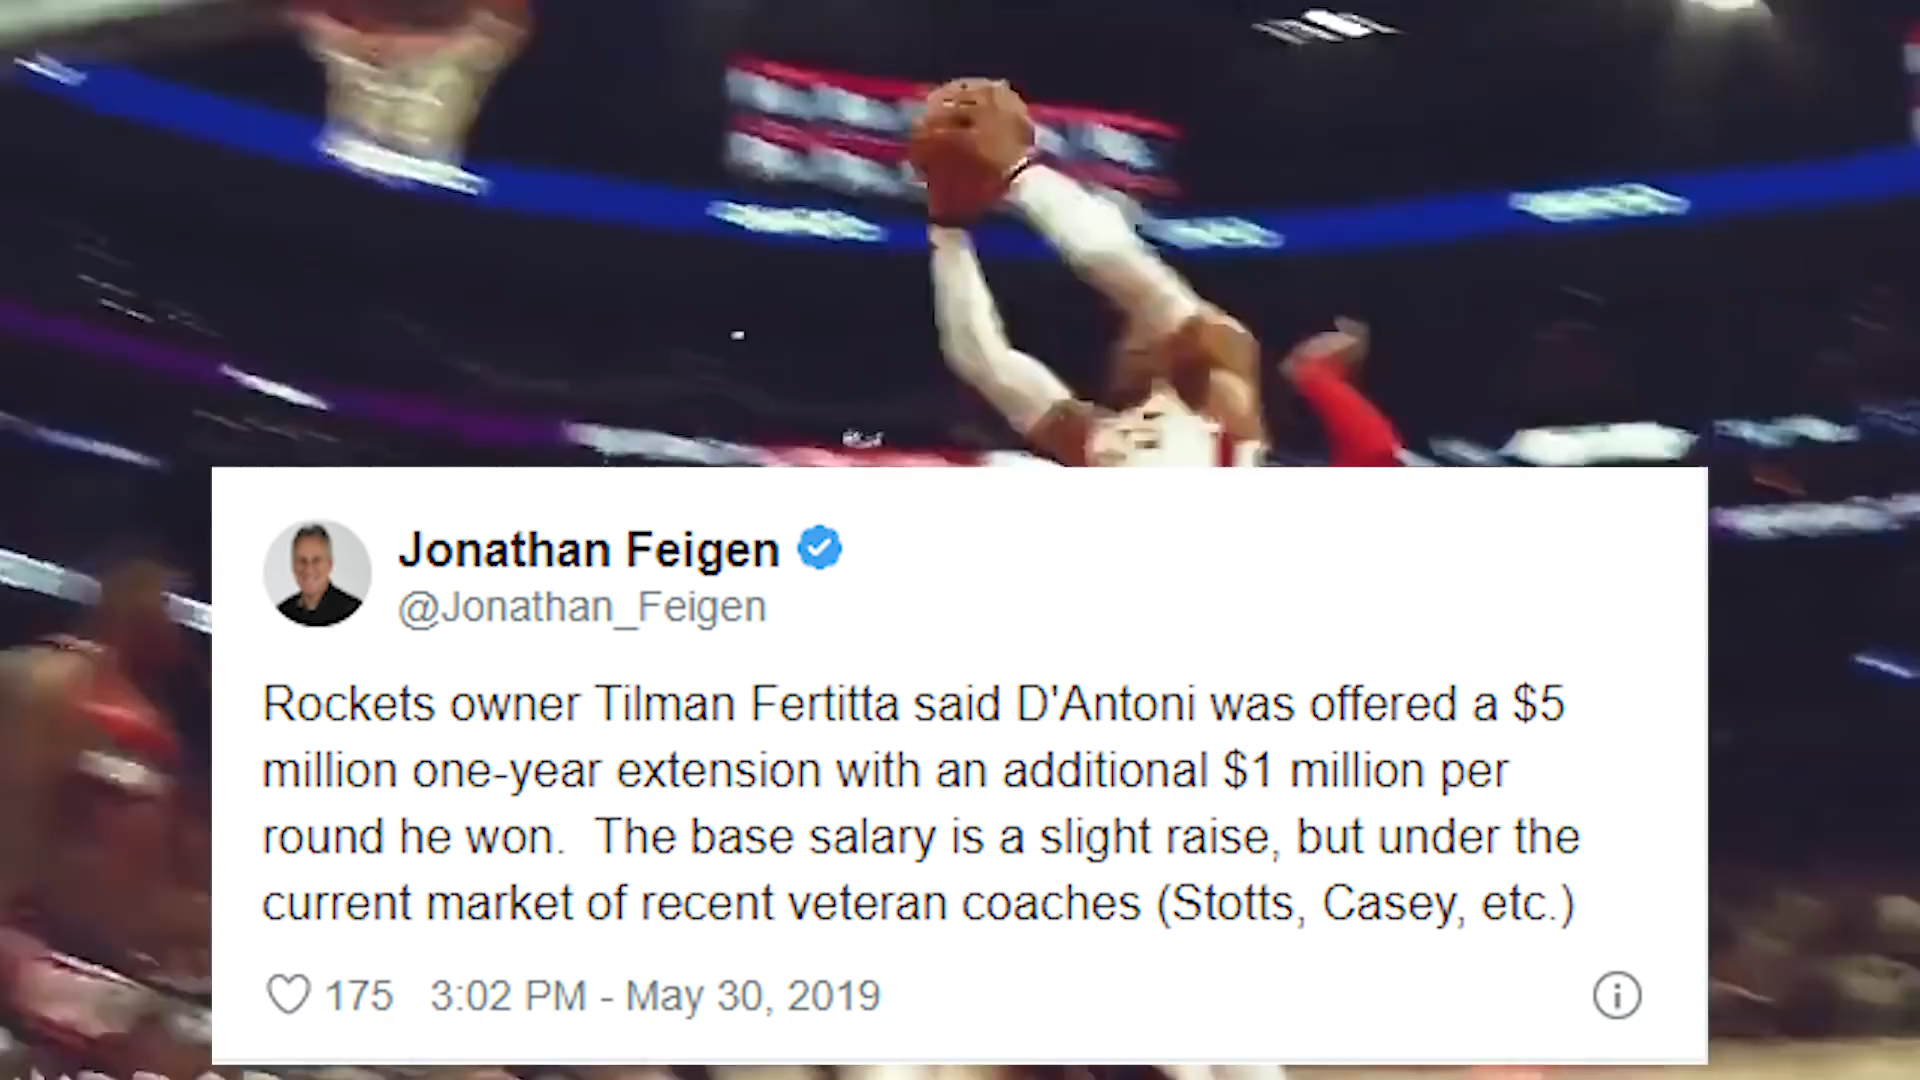 Jonathan Feigen
@Jonathan_Feigen
Rockets owner Tilman Fertitta said D'Antoni was offered a $5
million one-year extension with an additional $1 million per
round he won.  The base salary is a slight raise, but under the
current market of recent veteran coaches (Stotts, Casey, etc.)
175 3:02 PM - May 30, 2019